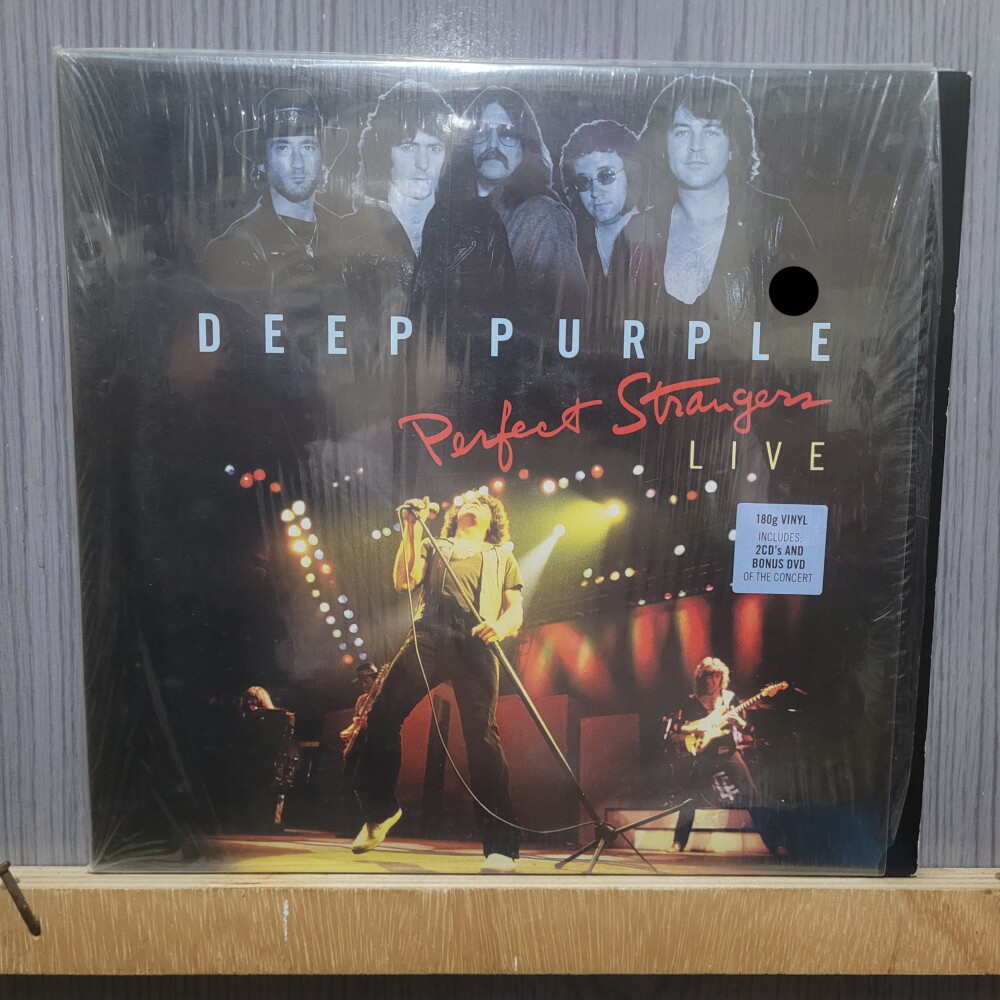 DEEP PURPLE
Perfect Strangers
LIVE
180g VINYL
INCLUDES:
2CD's AND
BONUS DVD
OF THE CONCERT